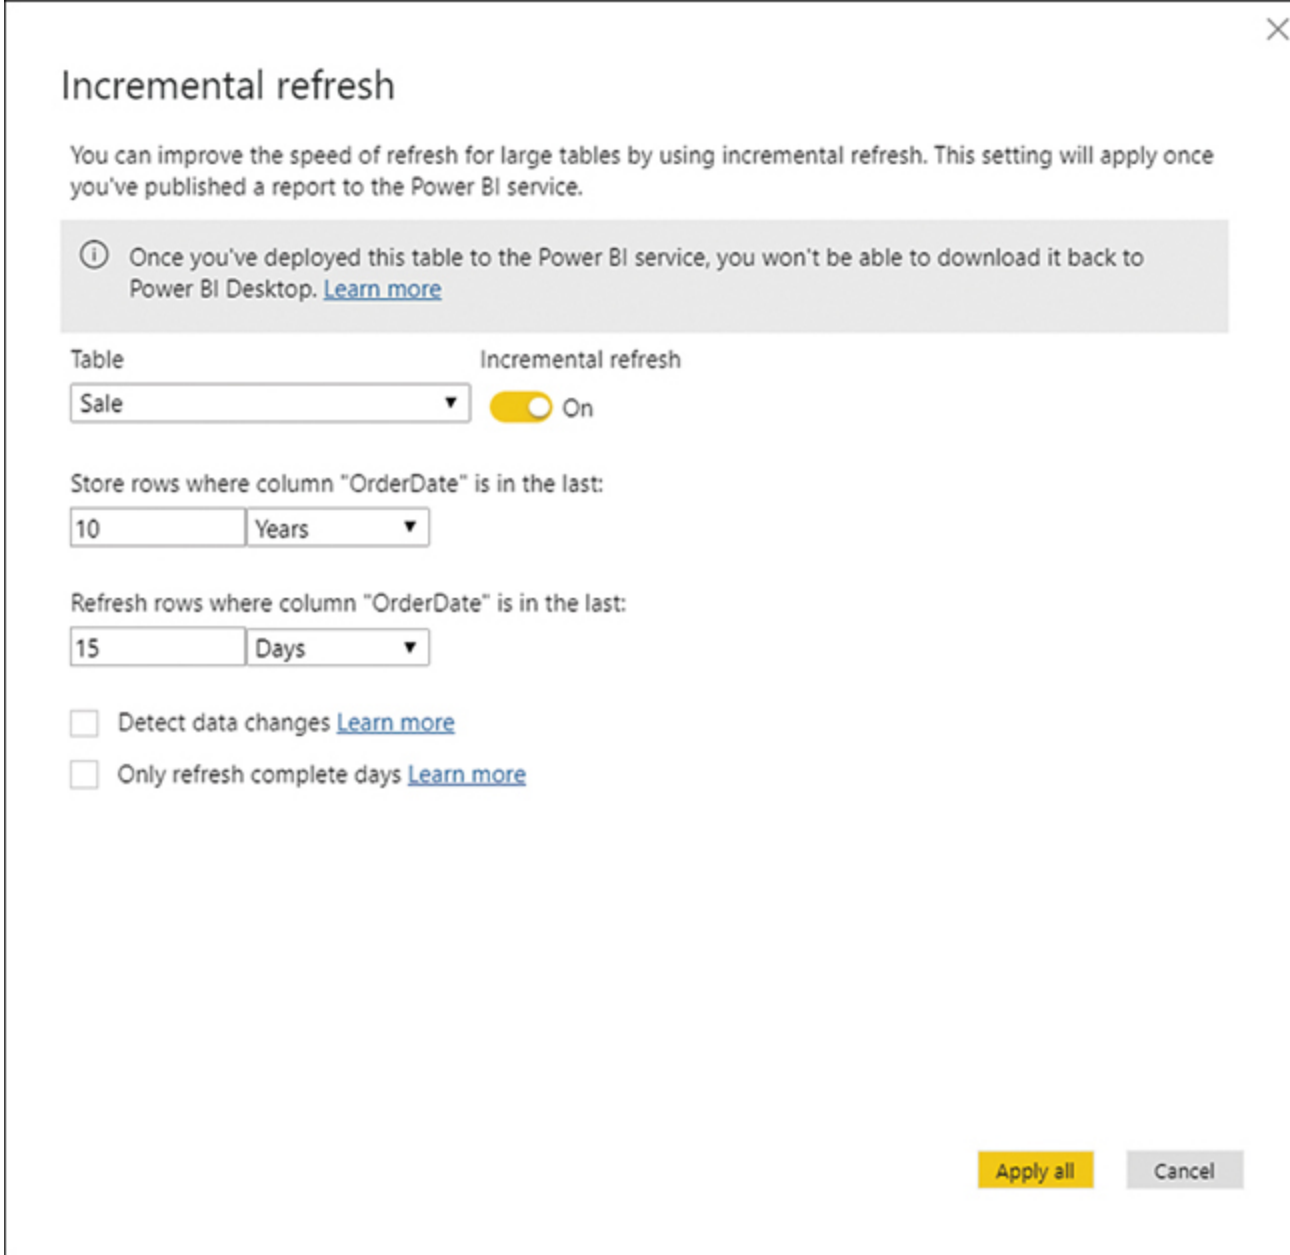 Incremental refresh
You can improve the speed of refresh for large tables by using incremental refresh. This setting will apply once
you've published a report to the Power BI service.
Once you've deployed this table to the Power BI service, you won't be able to download it back to
Power BI Desktop. Learn more
Table Incremental refresh
Sale On
Store rows where column "OrderDate" is in the last:
10 Years
Refresh rows where column "OrderDate" is in the last:
15 Days
Detect data changes Learn more
Only refresh complete days Learn more
Apply all Cancel